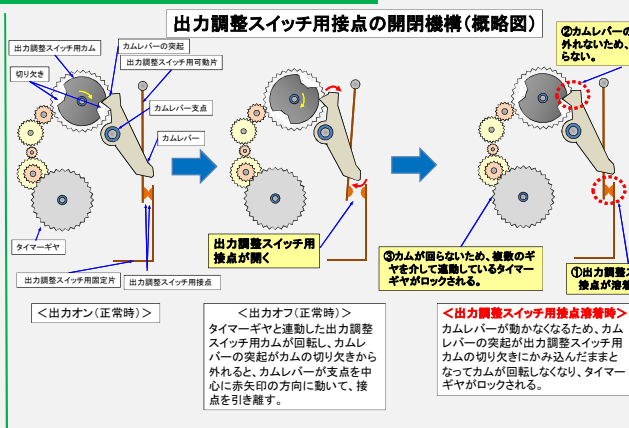 出力調整スイッチ用接点の開閉機構(概略図)
出力調整スイッチ用カム
カムレバーの突起
出力調整スイッチ用可動片
切り欠き
カムレバー支点
カムレバー
タイマーギヤ
出力調整スイッチ用固定片
出力調整スイッチ用接点
出力調整スイッチ用
接点が開く
②カムレバーの
外れないため、
らない。
③カムが回らないため、複数のギ
ヤを介して連動しているタイマー
ギヤがロックされる。
①出力調整ス
接点が溶着
＜出力オン(正常時)＞
＜出力オフ(正常時)＞
タイマーギヤと連動した出力調整
スイッチ用カムが回転し、カムレ
バーの突起がカムの切り欠きから
外れると、カムレバーが支点を中
心に赤矢印の方向に動いて、接
点を引き離す。
＜出力調整スイッチ用接点溶着時＞
カムレバーが動かなくなるため、カム
レバーの突起が出力調整スイッチ用
カムの切り欠きにかみ込んだままと
なってカムが回転しなくなり、タイマー
ギヤがロックされる。